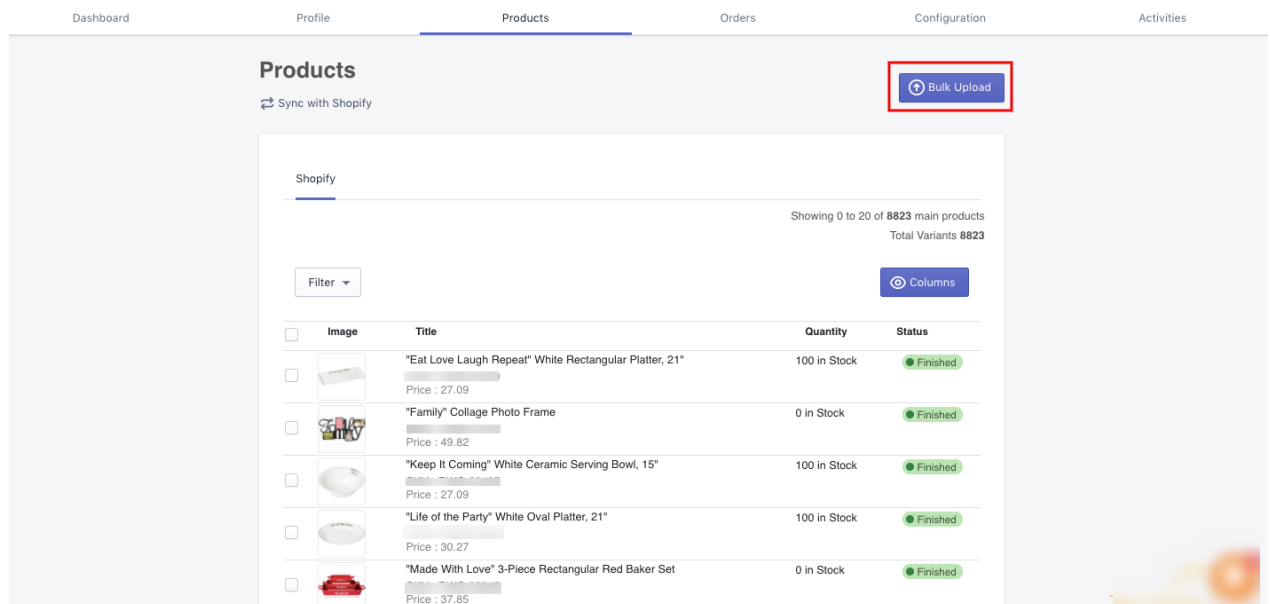 Dashboard
Profile
Products
Orders
Configuration
Activities
Products
Bulk Upload
Sync with Shopify
Shopify
Showing 0 to 20 of 8823 main products
Total Variants 8823
Filter
Columns
Image Title Quantity Status
"Eat Love Laugh Repeat" White Rectangular Platter, 21" 100 in Stock Finished
Price : 27.09
"Family" Collage Photo Frame 0 in Stock Finished
Price : 49.82
"Keep It Coming" White Ceramic Serving Bowl, 15" 100 in Stock Finished
Price : 27.09
"Life of the Party" White Oval Platter, 21" 100 in Stock Finished
Price : 30.27
"Made With Love" 3-Piece Rectangular Red Baker Set 0 in Stock Finished
Price : 37.85